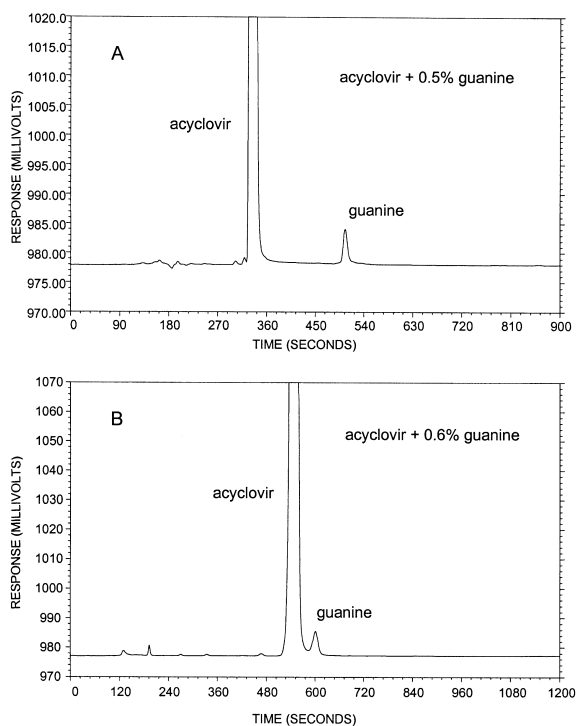 1020.0
A
1015.0
acyclovir + 0.5% guanine
1010.0
1005.0
acyclovir
1000.0
995.00
990.00
guanine
985.00
980.00
975.00
970.00
RESPONSE (MILLIVOLTS)
0 90 180 270 360 450 540 630 720 810 900
TIME (SECONDS)
1070
B
1060
acyclovir + 0.6% guanine
1050
1040
acyclovir
1030
1020
1010
1000
990
guanine
980
970
RESPONSE (MILLIVOLTS)
0 120 240 360 480 600 720 840 960 1080 1200
TIME (SECONDS)